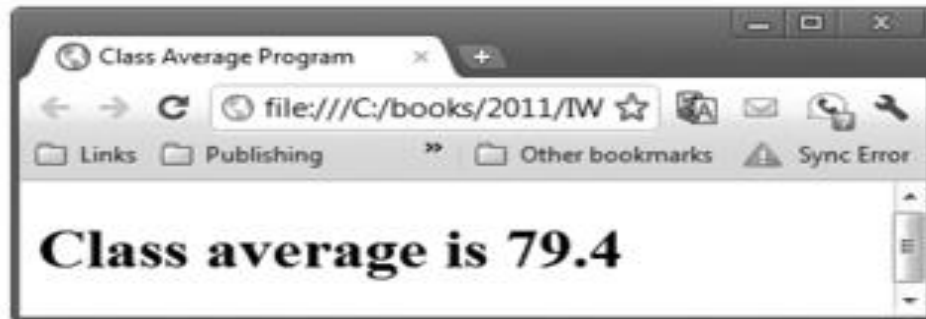 Class Average Program
file:///C:/books/2011/IW
Links Publishing » Other bookmarks Sync Error
Class average is 79.4